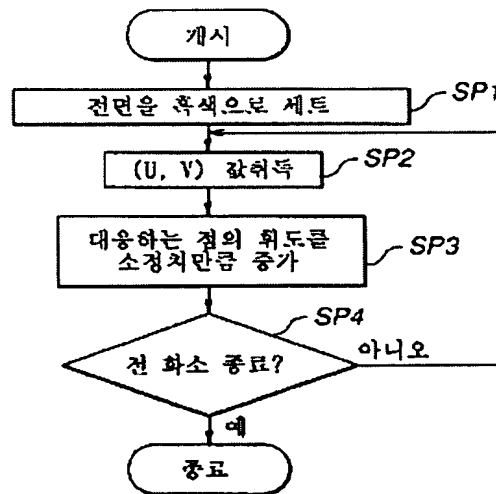 개시
전면을 흑색으로 세트
SP1
(U, V) 값취득
SP2
대응하는 점의 휘도를
소정치만큼 증가
SP3
SP4
전 화소 종료?
아니오
예
종료